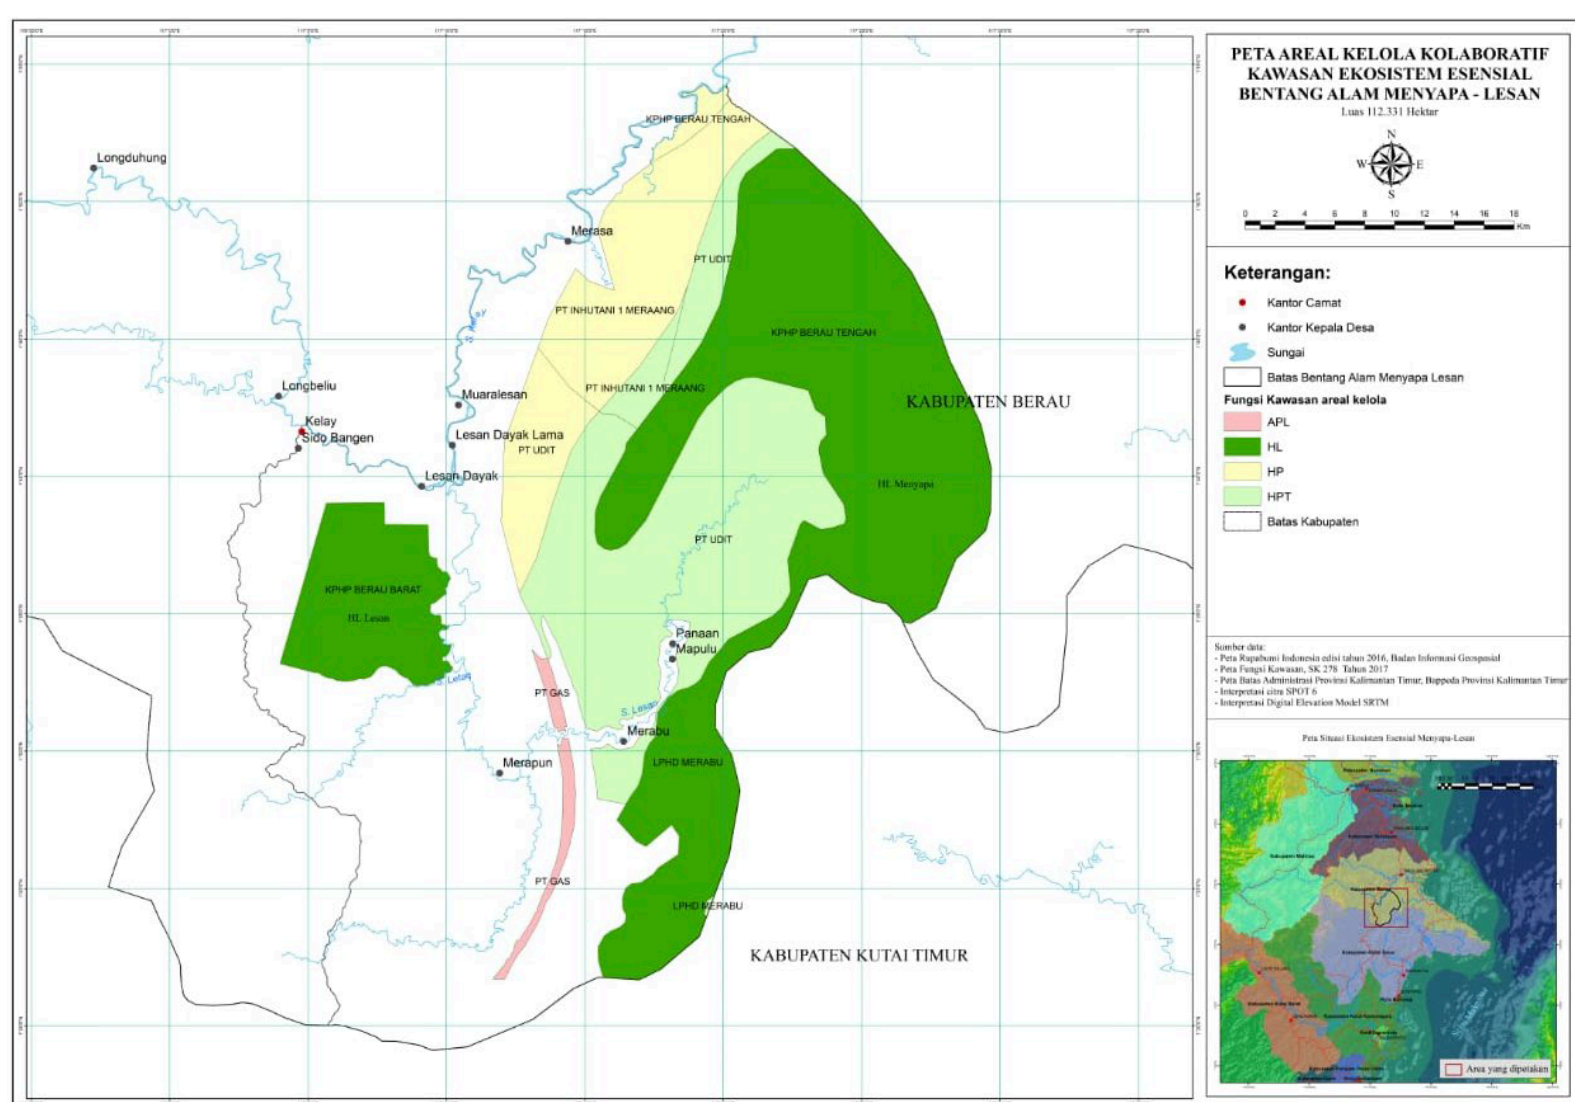 PETA AREAL KELOLA KOLABORATIF
KAWASAN EKOSISTEM ESENSIAL
BENTANG ALAM MENYAPA - LESAN
Luas 112.331 Hektar
N
W E
S
0 2 4 6 8 10 12 14 16 18
Km
Keterangan:
Kantor Camat
Kantor Kepala Desa
Sungai
Batas Bentang Alam Menyapa Lesan
Fungsi Kawasan areal kelola
APL
HL
HP
HPT
Batas Kabupaten
Sumber data:
- Peta Rupabumi Indonesia edisi tahun 2016, Badan Informasi Geospasial
- Peta Fungsi Kawasan, SK 278 Tahun 2017
- Peta Batas Administrasi Provinsi Kalimantan Timur, Bappeda Provinsi Kalimantan Timur
- Interpretasi citra SPOT 6
- Interpretasi Digital Elevation Model SRTM
Peta Situasi Ekosistem Esensial Menyapa-Lesan
Area yang dipetakan
KPHP BERAU TENGAH
Longduhung
Merasa
PT UDIT
PT INHUTANI 1 MERAANG
KPHP BERAU TENGAH
Longbeliu
PT INHUTANI 1 MERAANG
Muaralesan
KABUPATEN BERAU
Kelay
Sido Bangen
Lesan Dayak Lama
PT UDIT
Lesan Dayak
HL Menyapa
PT UDIT
KPHP BERAU BARAT
HL Lesan
Panaan
Mapulu
PT GAS
S. Lesan
Merabu
Merapun
LPHD MERABU
PT GAS
LPHD MERABU
KABUPATEN KUTAI TIMUR